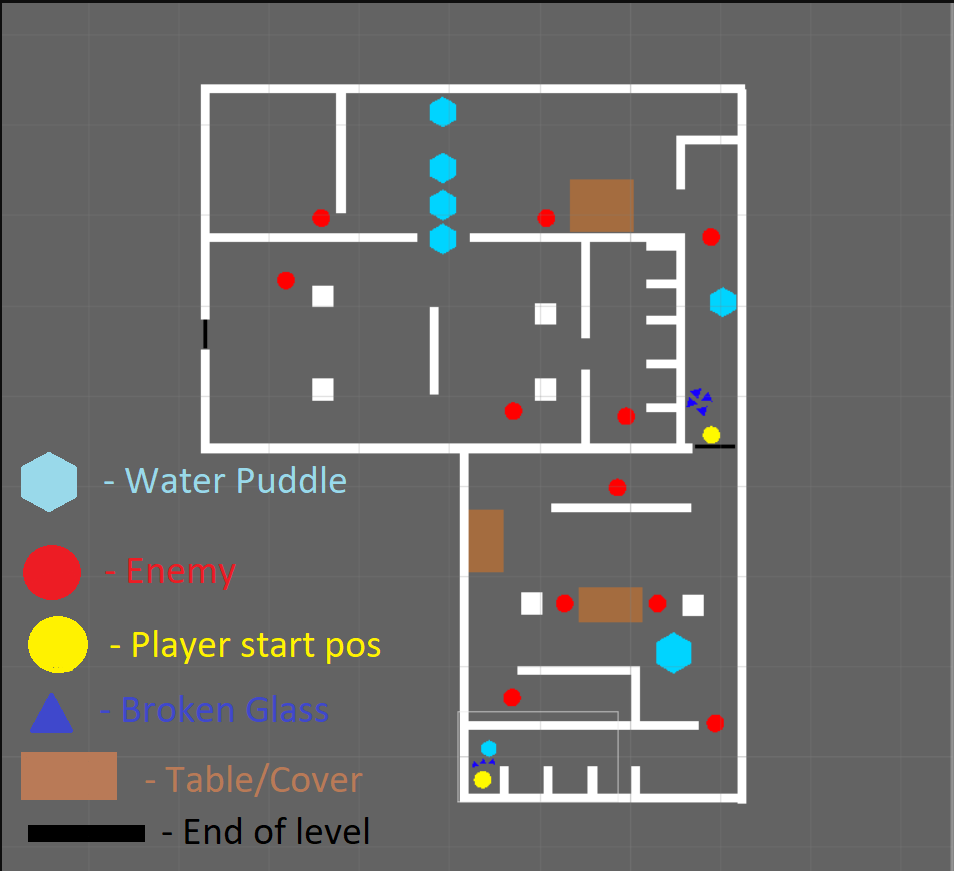 - Water Puddle
- Enemy
- Player start pos
- Broken Glass
- Table/Cover
- End of level